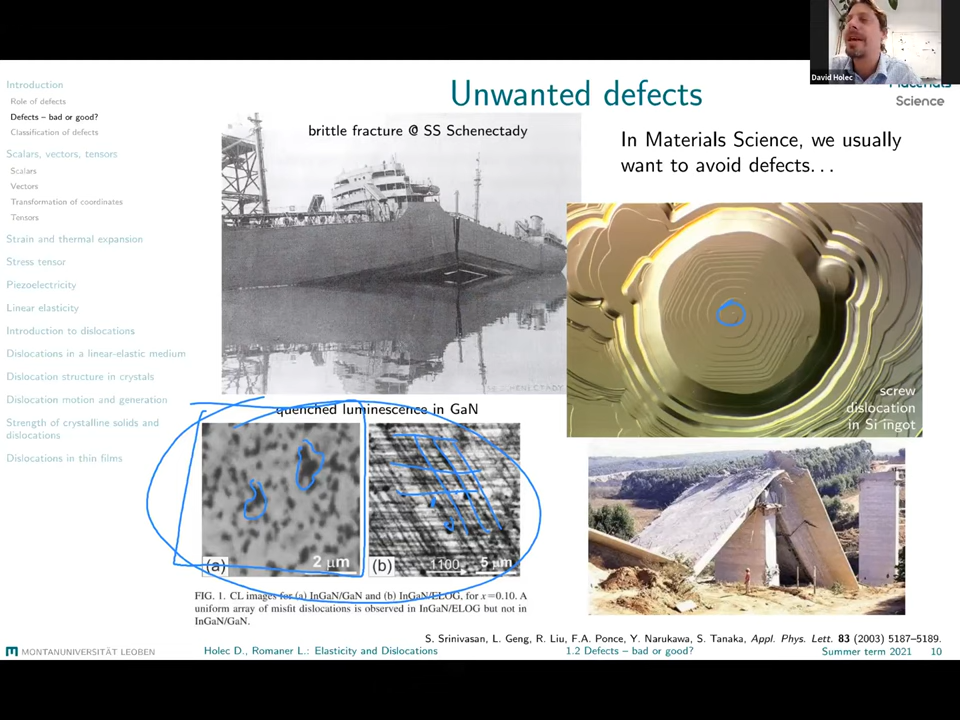 David Holec
Materials
Science
Introduction
Role of defects
Defects – bad or good?
Classification of defects
Scalars, vectors, tensors
Scalars
Vectors
Transformation of coordinates
Tensors
Strain and thermal expansion
Stress tensor
Piezoelectricity
Linear elasticity
Introduction to dislocations
Dislocations in a linear-elastic medium
Dislocation structure in crystals
Dislocation motion and generation
Strength of crystalline solids and
dislocations
Dislocations in thin films
Unwanted defects
brittle fracture @ SS Schenectady
SCHENECTADY
In Materials Science, we usually
want to avoid defects. . .
screw
dislocation
in Si ingot
quenched luminescence in GaN
(a)
2 μm
(b)
1100
5 μm
FIG. 1. CL images for (a) InGaN/GaN and (b) InGaN/ELOG, for x=0.10. A
uniform array of misfit dislocations is observed in InGaN/ELOG but not in
InGaN/GaN.
S. Srinivasan, L. Geng, R. Liu, F.A. Ponce, Y. Narukawa, S. Tanaka, Appl. Phys. Lett. 83 (2003) 5187–5189.
MONTANUNIVERSITÄT LEOBEN
Holec D., Romaner L.: Elasticity and Dislocations
1.2 Defects – bad or good?
Summer term 2021
10